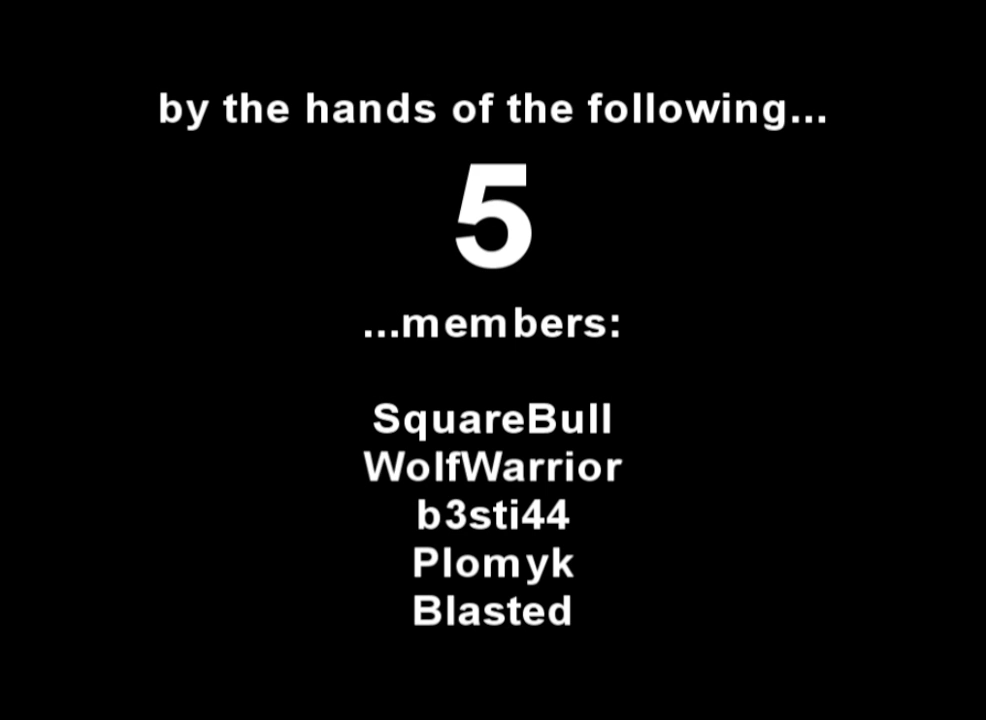 by the hands of the following...
5
...members:
SquareBull
WolfWarrior
b3sti44
Plomyk
Blasted